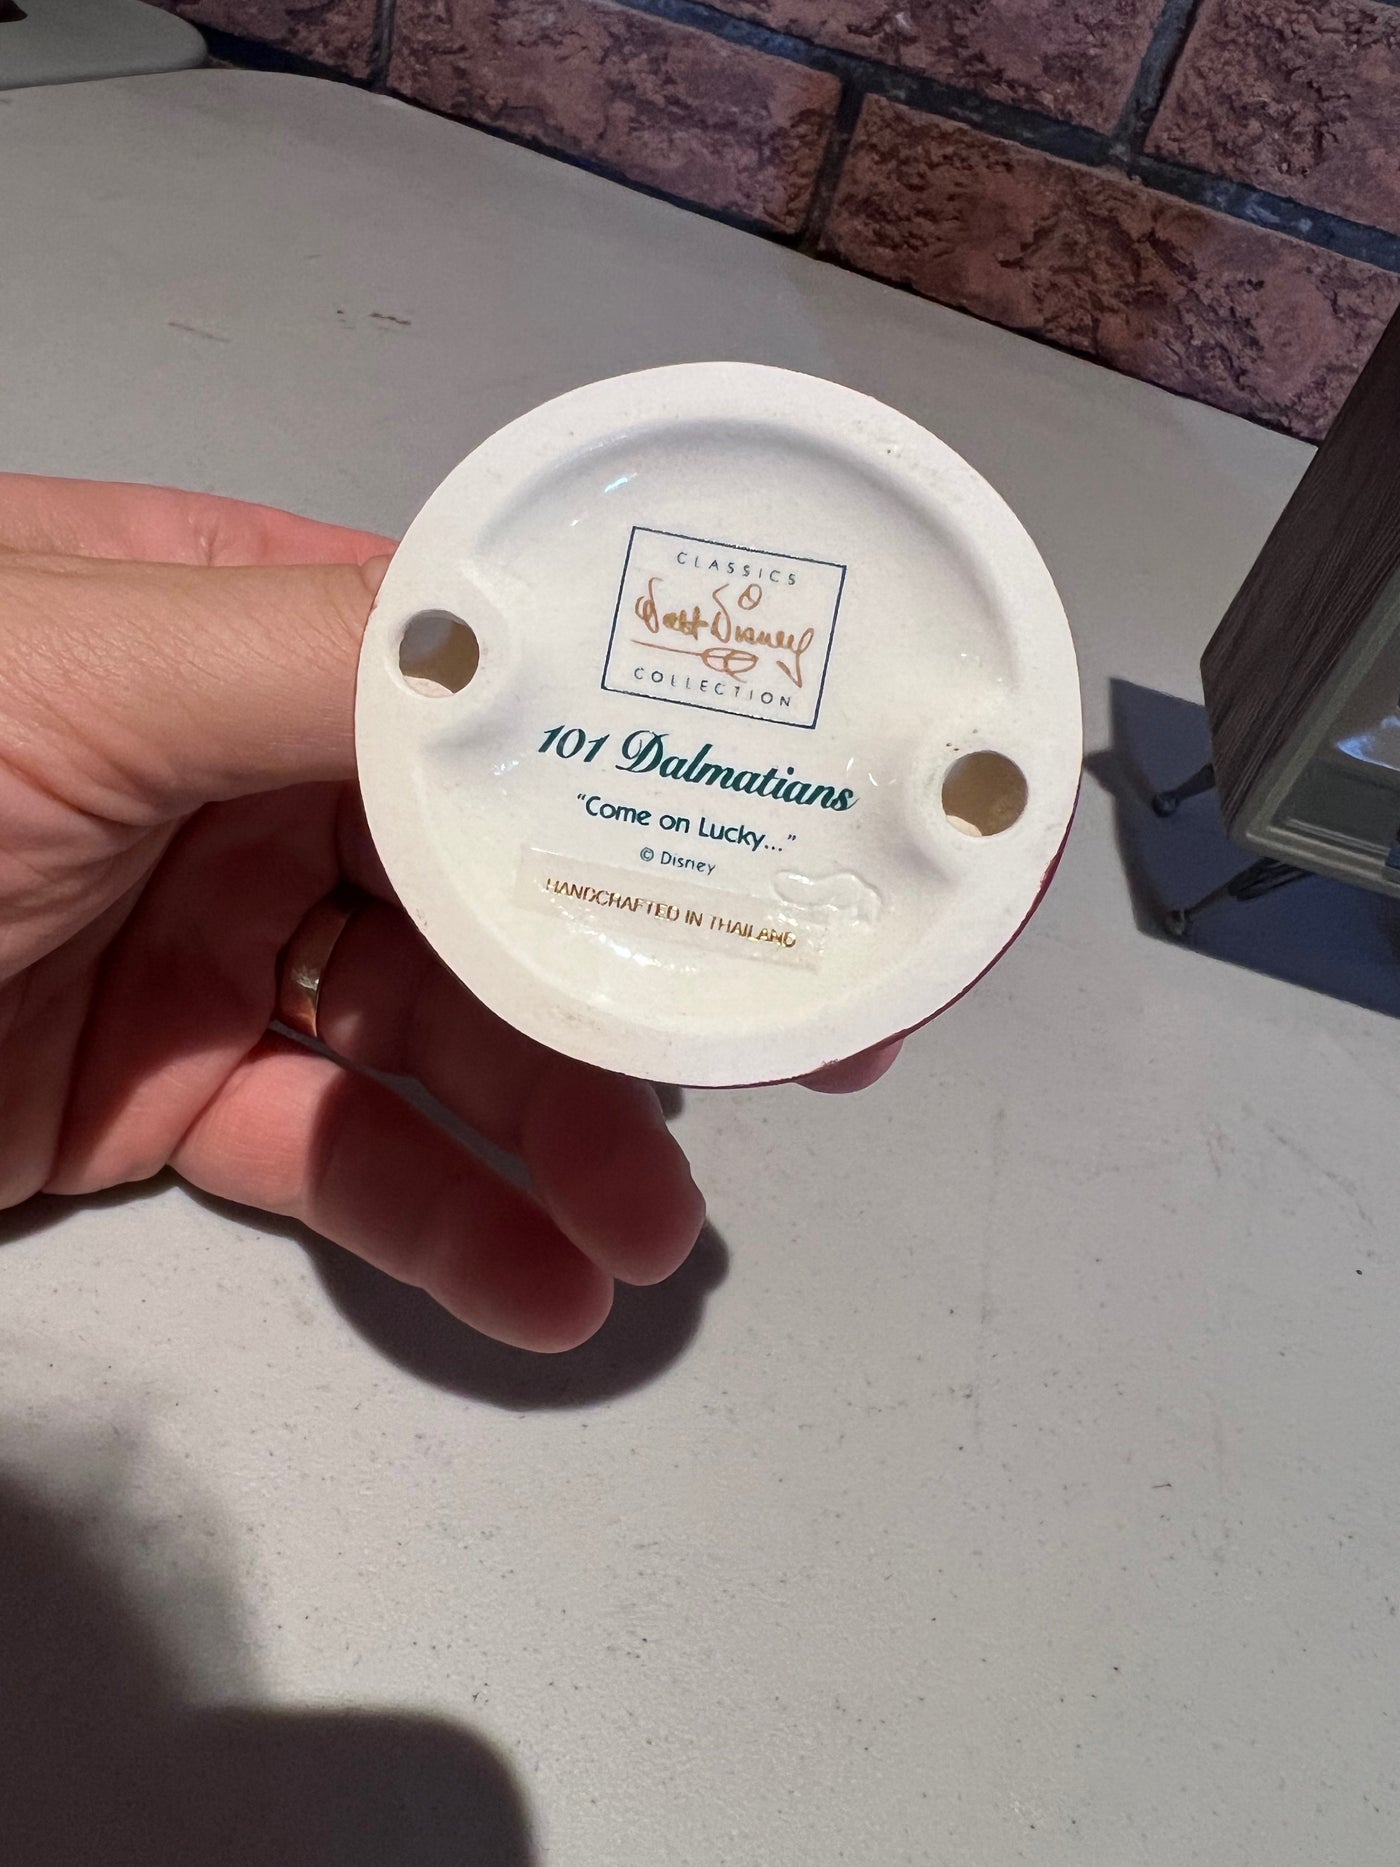 CLASSICS
Walt Disney
COLLECTION
101 Dalmatians
“Come on Lucky...”
© Disney
HANDCRAFTED IN THAILAND